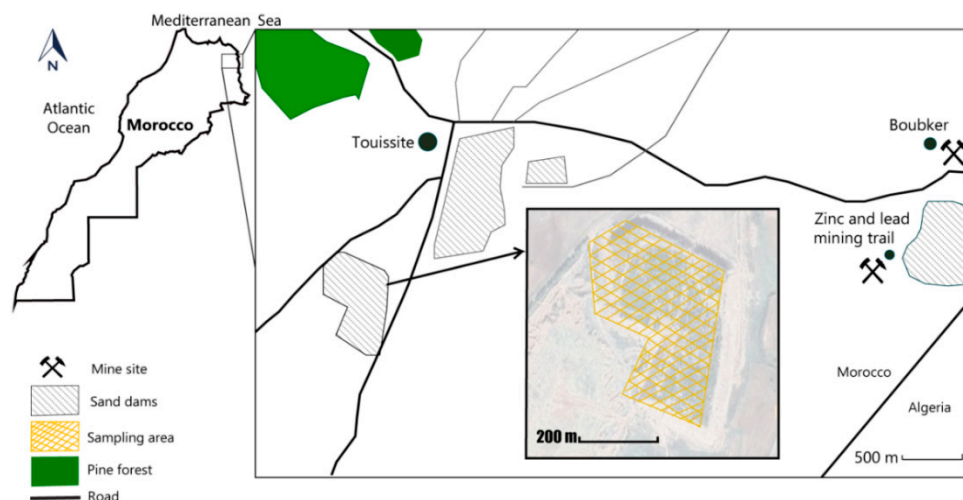 Mediterranean Sea
N
Atlantic
Ocean
Morocco
Touissite
Boubker
Zinc and lead
mining trail
Mine site
Sand dams
Sampling area
Pine forest
Road
200 m
Morocco
Algeria
500 m